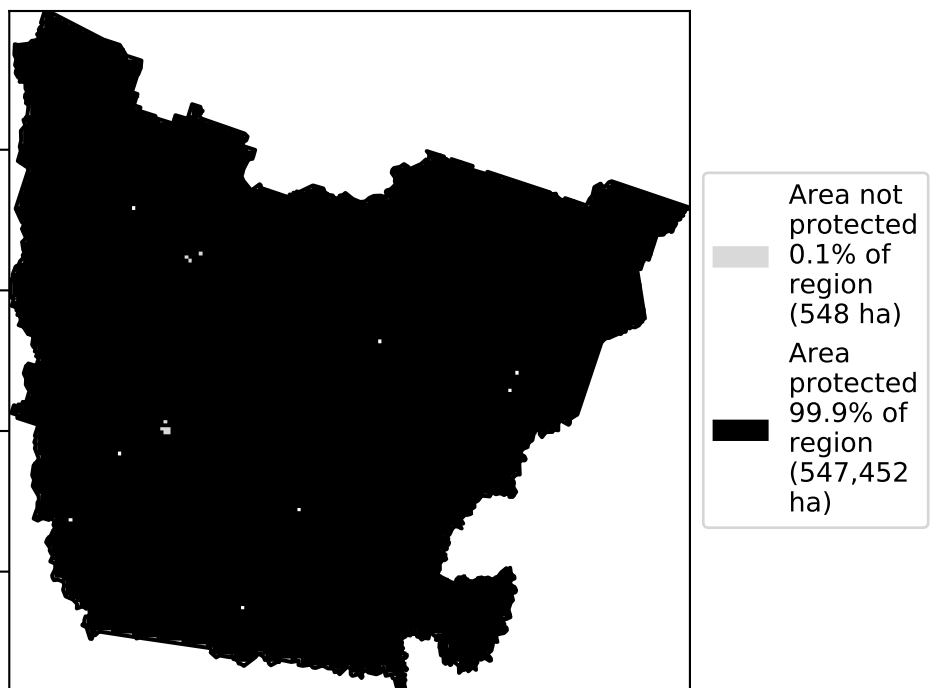 Area not
protected
0.1% of
region
(548 ha)
Area
protected
99.9% of
region
(547,452
ha)